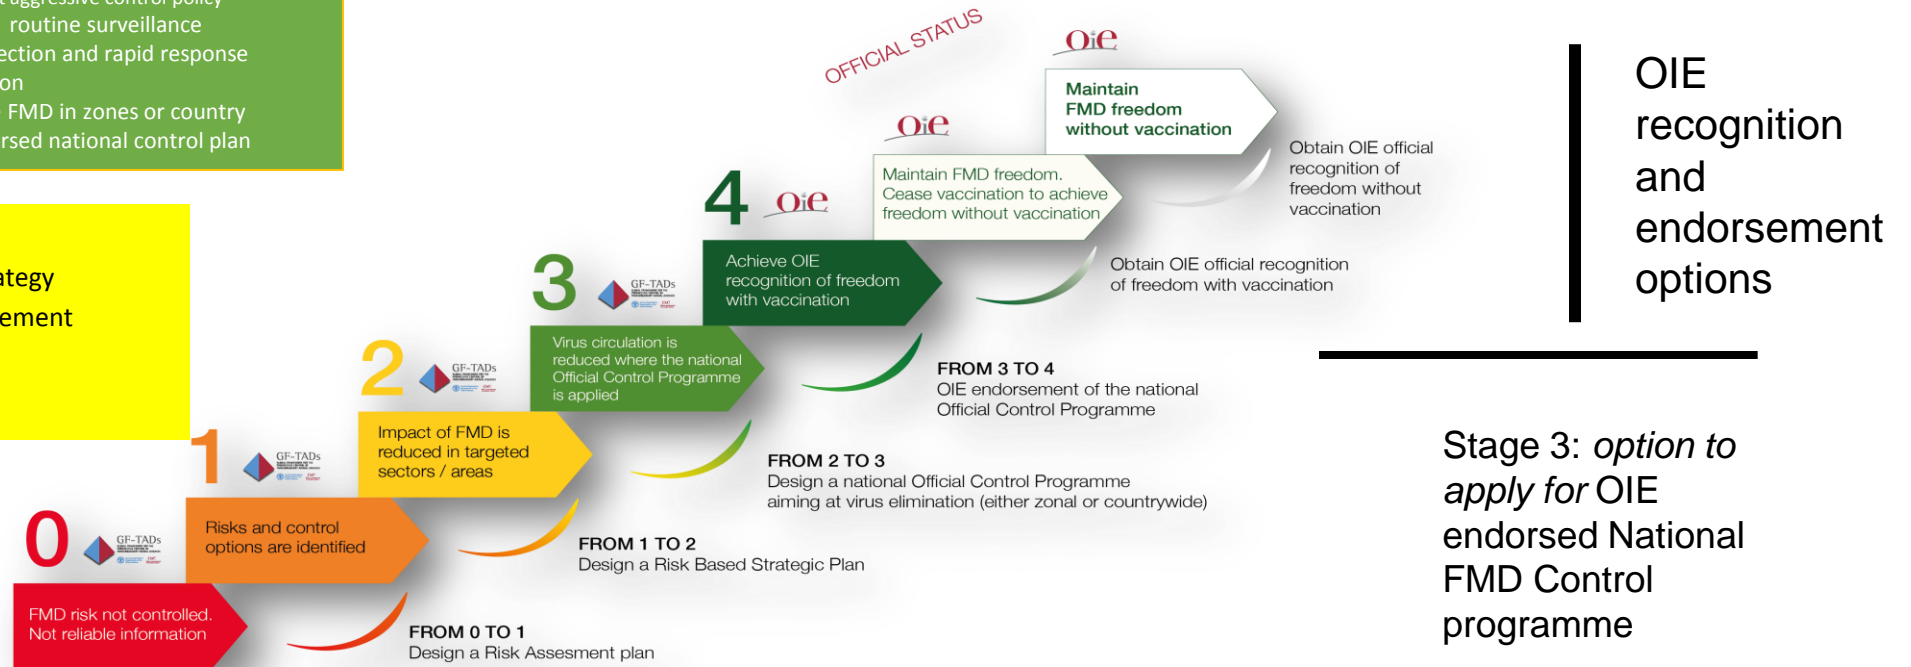 t aggressive control policy
routine surveillance
ection and rapid response
on
FMD in zones or country
rsed national control plan
ategy
ement
OFFICIAL STATUS
Oie
Maintain
FMD freedom
without vaccination
Obtain OIE official
recognition of
freedom without
vaccination
Oie
Maintain FMD freedom.
Cease vaccination to achieve
freedom without vaccination
Obtain OIE official recognition
of freedom with vaccination
4
Oie
Achieve OIE
recognition of freedom
with vaccination
FROM 3 TO 4
OIE endorsement of the national
Official Control Programme
3
GF-TADs
Virus circulation is
reduced where the national
Official Control Programme
is applied
FROM 2 TO 3
Design a national Official Control Programme
aiming at virus elimination (either zonal or countrywide)
2
GF-TADs
Impact of FMD is
reduced in targeted
sectors / areas
FROM 1 TO 2
Design a Risk Based Strategic Plan
1
GF-TADs
Risks and control
options are identified
FROM 0 TO 1
Design a Risk Assesment plan
0
GF-TADs
FMD risk not controlled.
Not reliable information
OIE
recognition
and
endorsement
options
Stage 3: option to
apply for OIE
endorsed National
FMD Control
programme